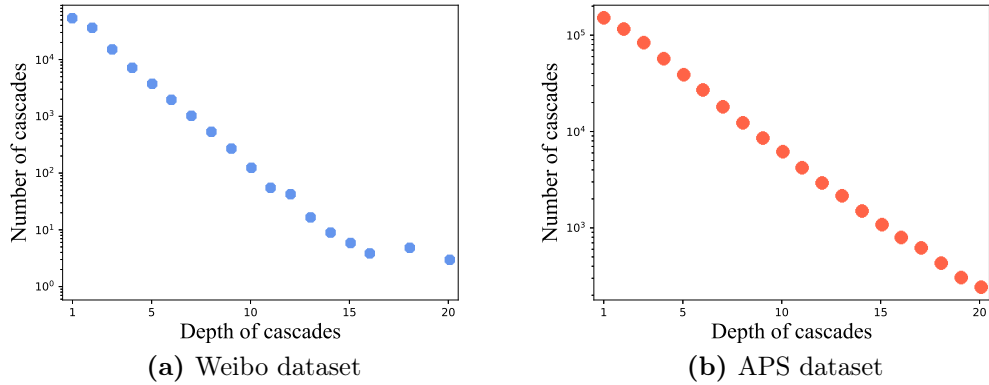 Number of cascades
10^4
10^3
10^2
10^1
10^0
1 5 10 15 20
Depth of cascades
(a) Weibo dataset
Number of cascades
10^5
10^4
10^3
1 5 10 15 20
Depth of cascades
(b) APS dataset